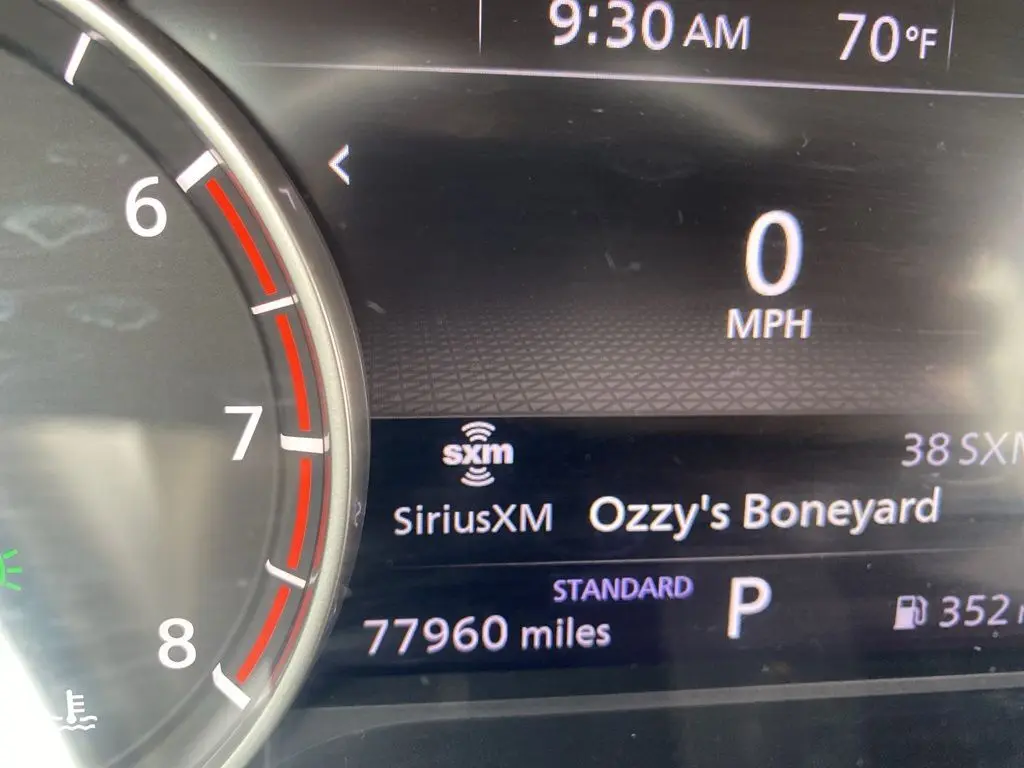 9:30 AM 70°F
6
0
MPH
7
sxm
38 SXM
SiriusXM Ozzy's Boneyard
STANDARD P
77960 miles 352
8